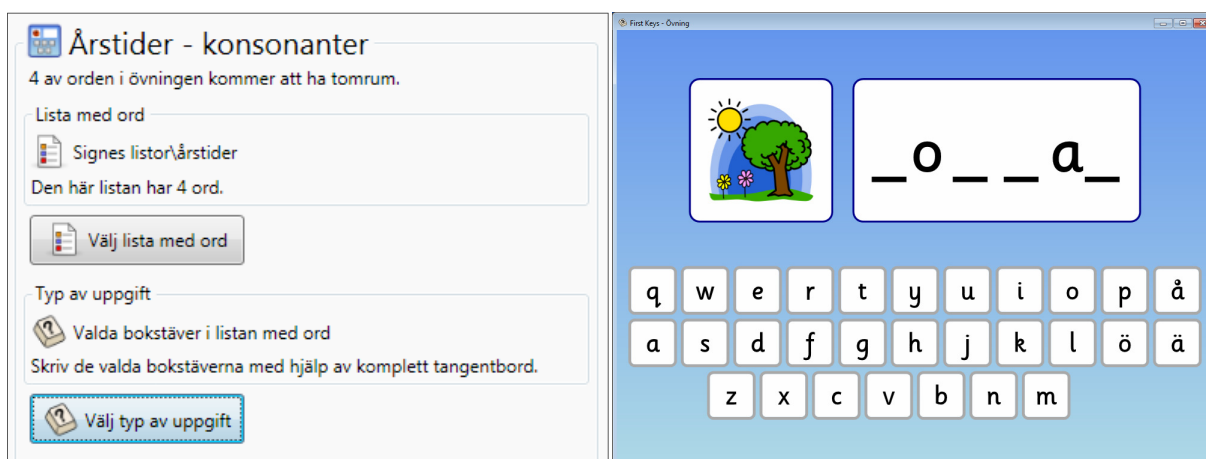 Årstider - konsonanter
4 av orden i övningen kommer att ha tomrum.
Lista med ord
Signes listor\årstider
Den här listan har 4 ord.
Välj lista med ord
Typ av uppgift
Valda bokstäver i listan med ord
Skriv de valda bokstäverna med hjälp av komplett tangentbord.
Välj typ av uppgift
First Keys - Övning
_o_ _a_
q w e r t y u i o p å
a s d f g h j k l ö ä
z x c v b n m